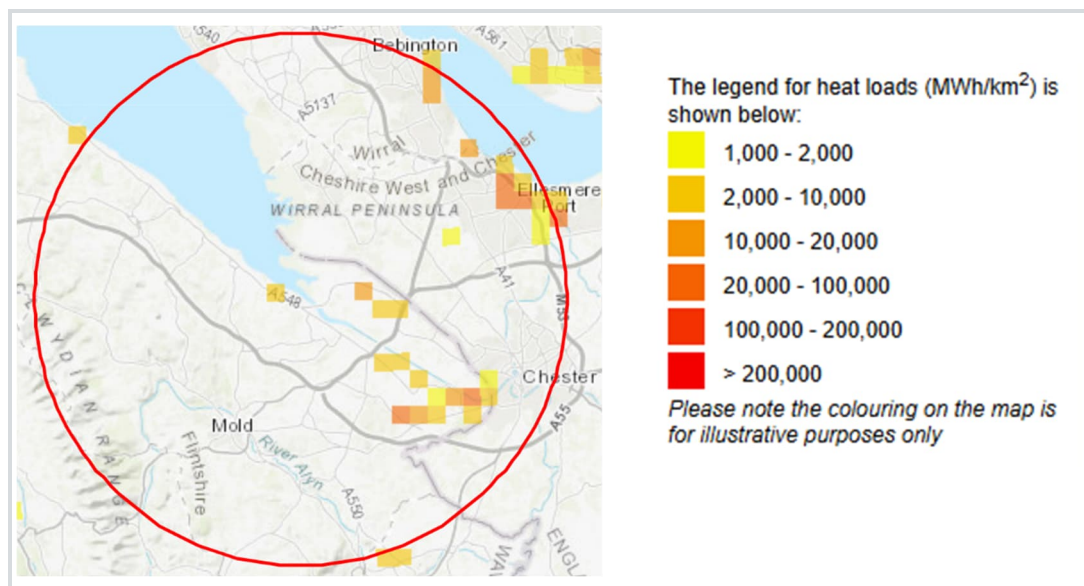 A540
A561
Bebington
A5137
Wirral
Cheshire West and Chester
WIRRAL PENINSULA
Ellesmere
Port
A41
A548
M53
Chester
A55
Mold
River Alyn
Flintshire
A550
RANGE
The legend for heat loads (MWh/km²) is
shown below:
1,000 - 2,000
2,000 - 10,000
10,000 - 20,000
20,000 - 100,000
100,000 - 200,000
> 200,000
Please note the colouring on the map is
for illustrative purposes only